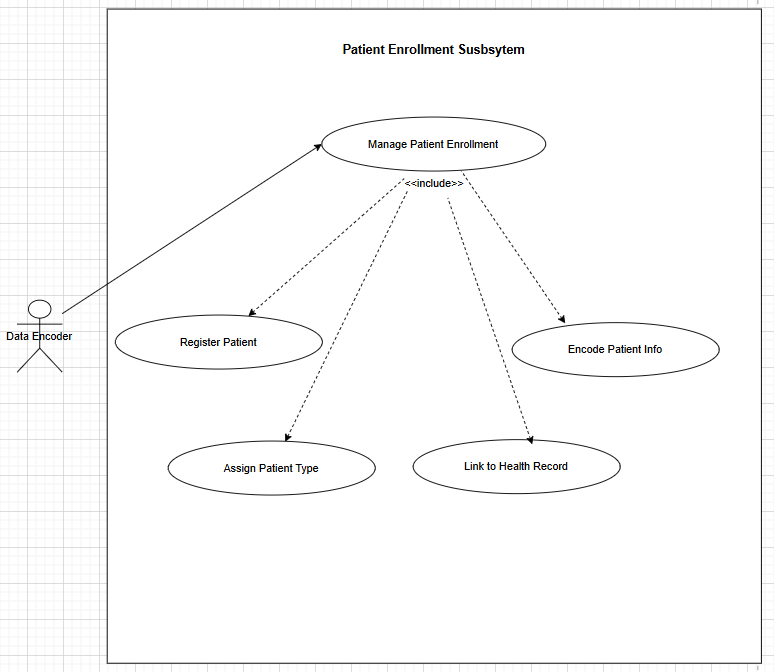 Patient Enrollment Susbsytem
Manage Patient Enrollment
<<include>>
Data Encoder
Register Patient
Encode Patient Info
Assign Patient Type
Link to Health Record